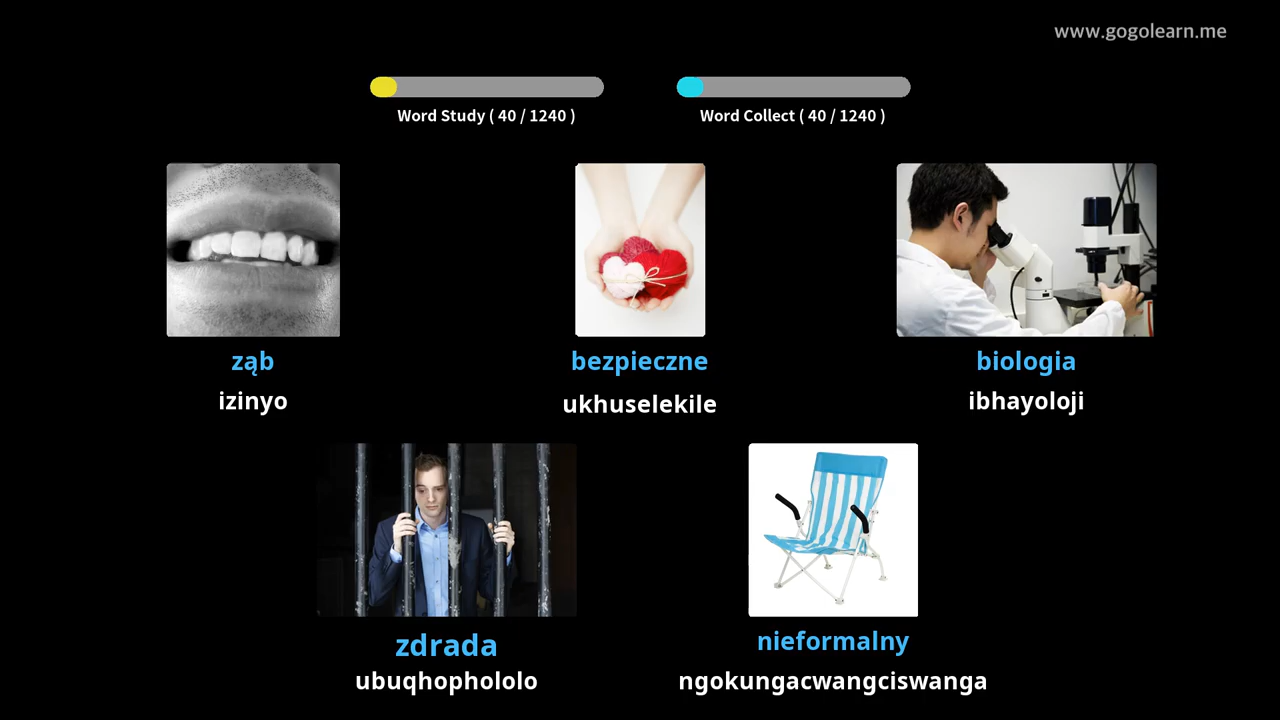 www.gogolearn.me
Word Study ( 40 / 1240 )
Word Collect ( 40 / 1240 )
ząb
bezpieczne
biologia
izinyo
ukhuselekile
ibhayoloji
zdrada
nieformalny
ubuqhophololo
ngokungacwangciswanga